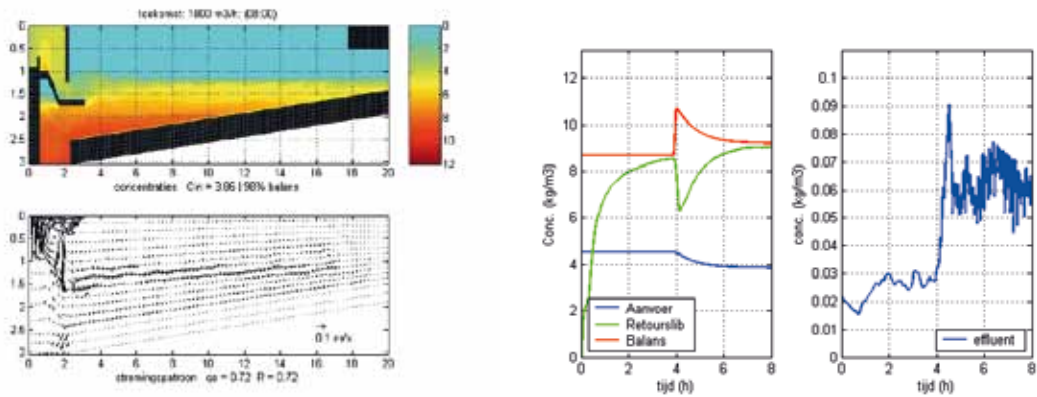 toekomst: 1800 m3/h; (08:00)
0
0.5
1
1.5
2
2.5
3
0 2 4 6 8 10 12 14 16 18 20
0
2
4
6
8
10
12
concentraties Cin = 3.86 | 98% balans
0
0.5
1
1.5
2
2.5
3
0.1 m/s
0 2 4 6 8 10 12 14 16 18 20
stromingspatroon qa = 0.72 R = 0.72
Conc. (kg/m3)
12
10
8
6
4
2
0
Aanvoer
Retourslib
Balans
0 2 4 6 8
tijd (h)
conc. (kg/m3)
0.1
0.09
0.08
0.07
0.06
0.05
0.04
0.03
0.02
0.01
0
effluent
0 2 4 6 8
tijd (h)